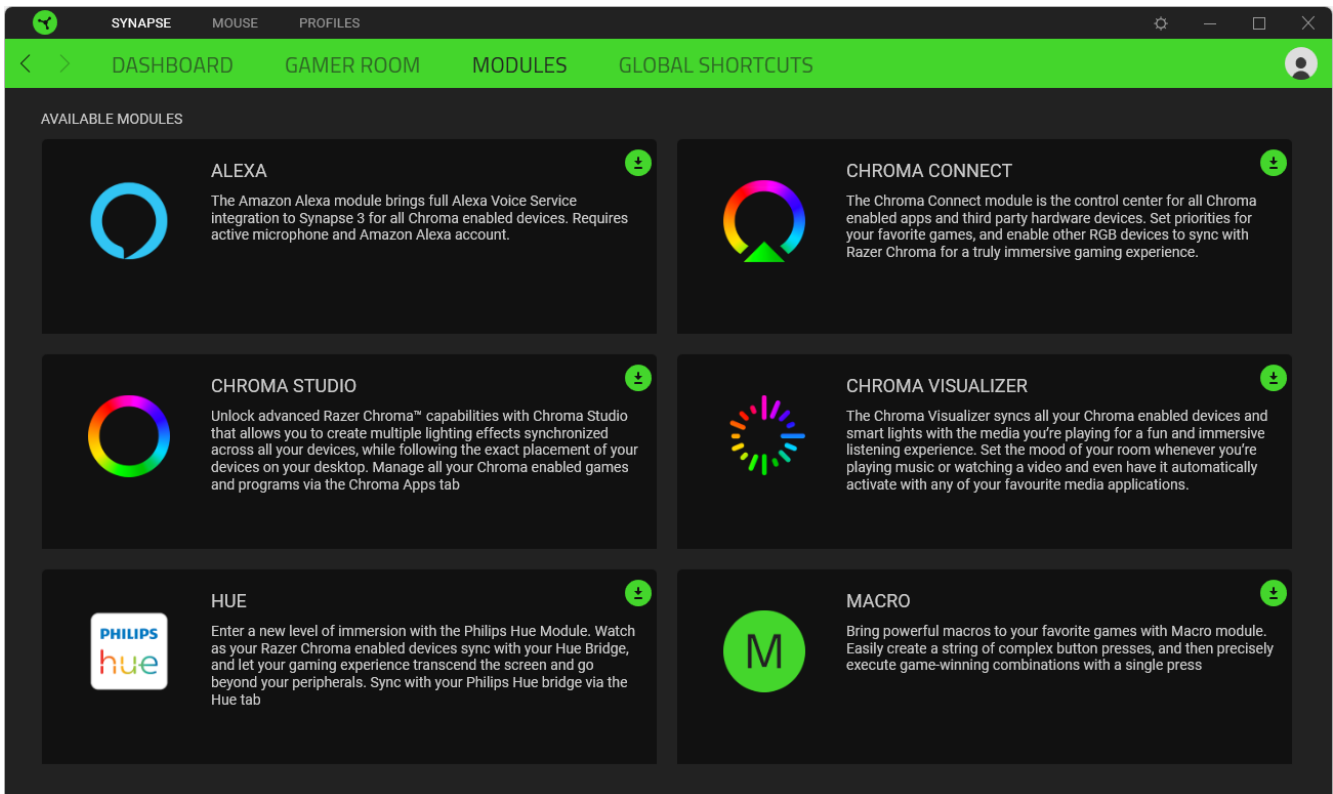 SYNAPSE MOUSE PROFILES
DASHBOARD GAMER ROOM MODULES GLOBAL SHORTCUTS
AVAILABLE MODULES
ALEXA
The Amazon Alexa module brings full Alexa Voice Service
integration to Synapse 3 for all Chroma enabled devices. Requires
active microphone and Amazon Alexa account.
CHROMA CONNECT
The Chroma Connect module is the control center for all Chroma
enabled apps and third party hardware devices. Set priorities for
your favorite games, and enable other RGB devices to sync with
Razer Chroma for a truly immersive gaming experience.
CHROMA STUDIO
Unlock advanced Razer Chroma™ capabilities with Chroma Studio
that allows you to create multiple lighting effects synchronized
across all your devices, while following the exact placement of your
devices on your desktop. Manage all your Chroma enabled games
and programs via the Chroma Apps tab
CHROMA VISUALIZER
The Chroma Visualizer syncs all your Chroma enabled devices and
smart lights with the media you’re playing for a fun and immersive
listening experience. Set the mood of your room whenever you’re
playing music or watching a video and even have it automatically
activate with any of your favourite media applications.
PHILIPS
hue
HUE
Enter a new level of immersion with the Philips Hue Module. Watch
as your Razer Chroma enabled devices sync with your Hue Bridge,
and let your gaming experience transcend the screen and go
beyond your peripherals. Sync with your Philips Hue bridge via the
Hue tab
M
MACRO
Bring powerful macros to your favorite games with Macro module.
Easily create a string of complex button presses, and then precisely
execute game-winning combinations with a single press